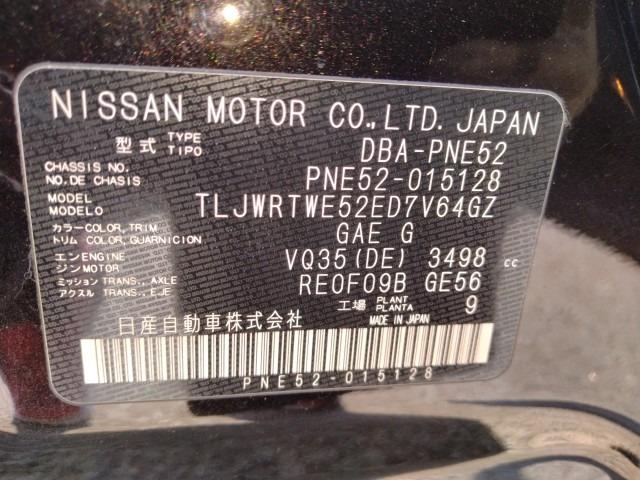 NISSAN MOTOR CO.,LTD. JAPAN
型式 TYPE TIPO DBA-PNE52
CHASSIS NO. NO. DE CHASIS PNE52-015128
MODEL MODELO TLJWRTWE52ED7V64GZ
カラー COLOR, TRIM トリム COLOR, GUARNICION GAE G
エンジン ENGINE MOTOR VQ35(DE) 3498 cc
ミッション TRANS., AXLE アクスル TRANS., EJE RE0F09B GE56
工場 PLANT PLANTA 9
日産自動車株式会社 MADE IN JAPAN
PNE52-015128